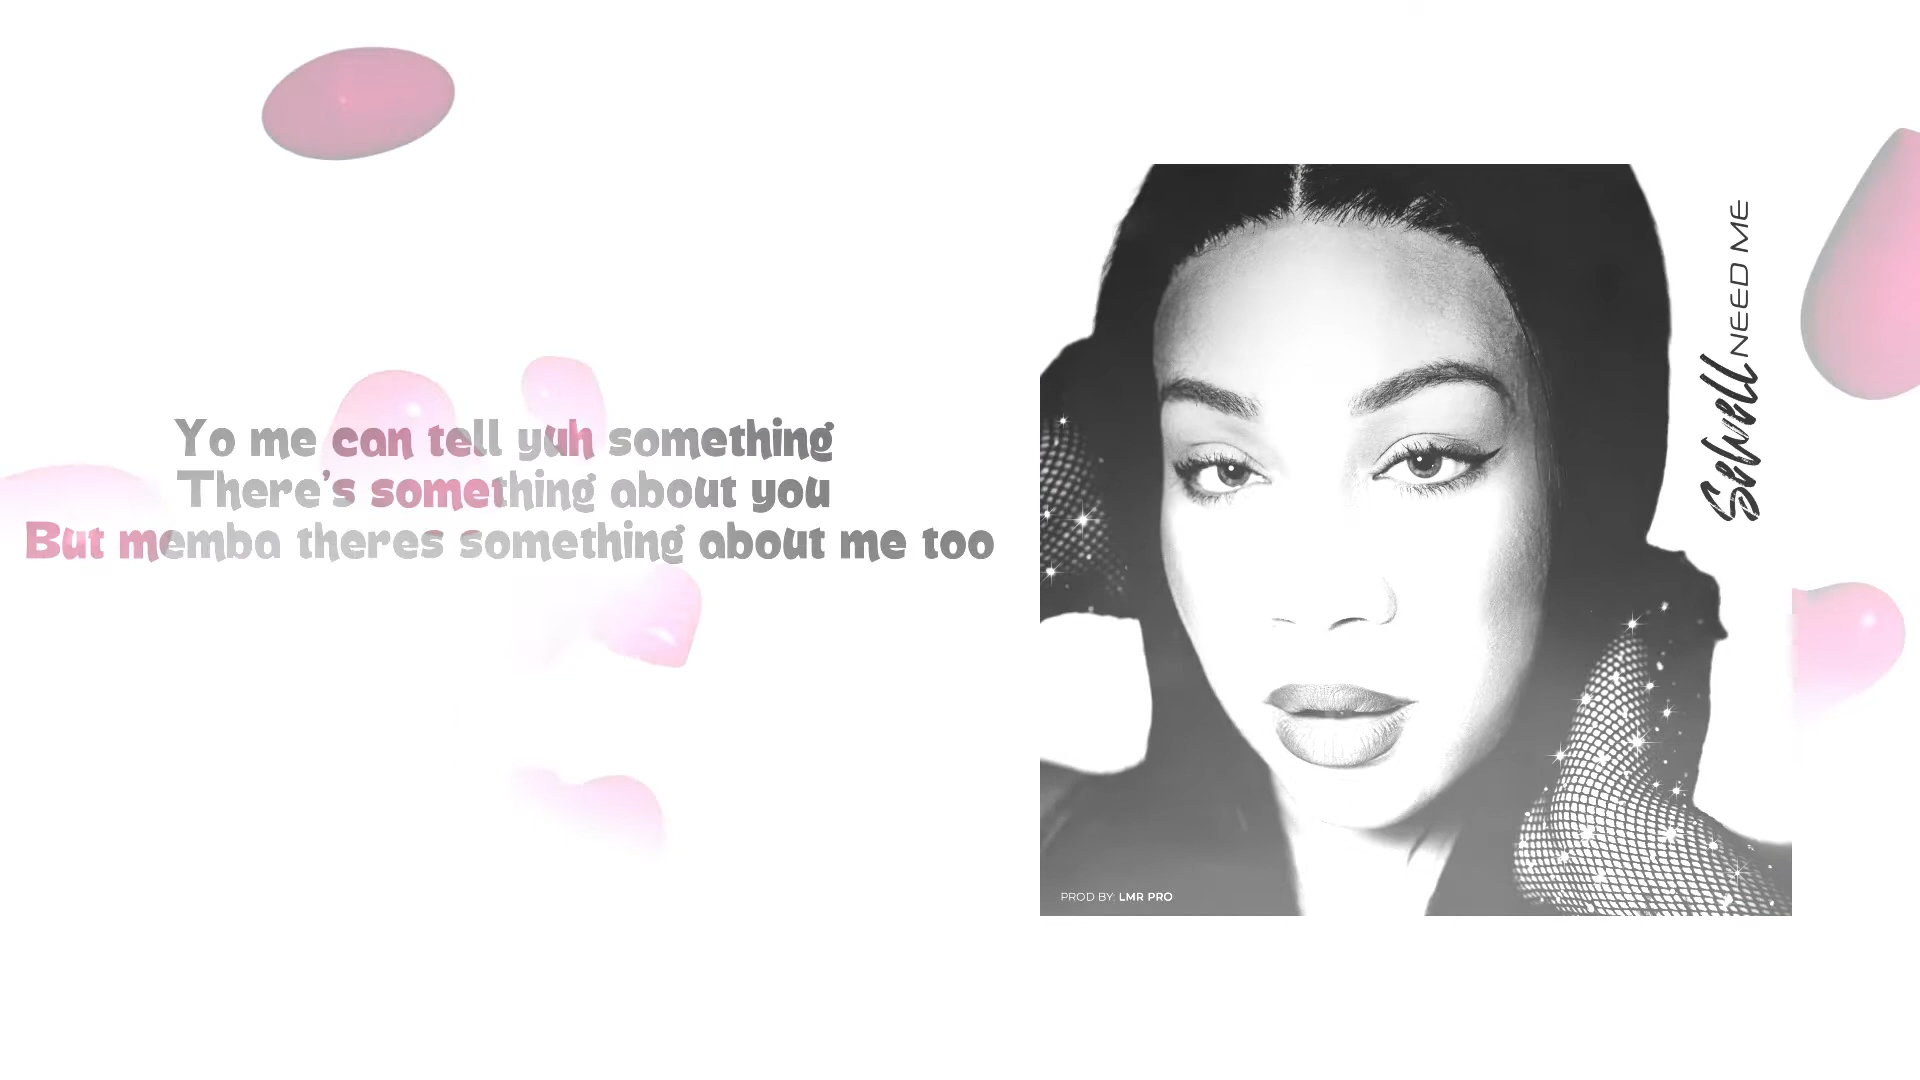 Yo me can tell yuh something
There's something about you
But memba theres something about me too
Sewell NEED ME
PROD BY: LMR PRO